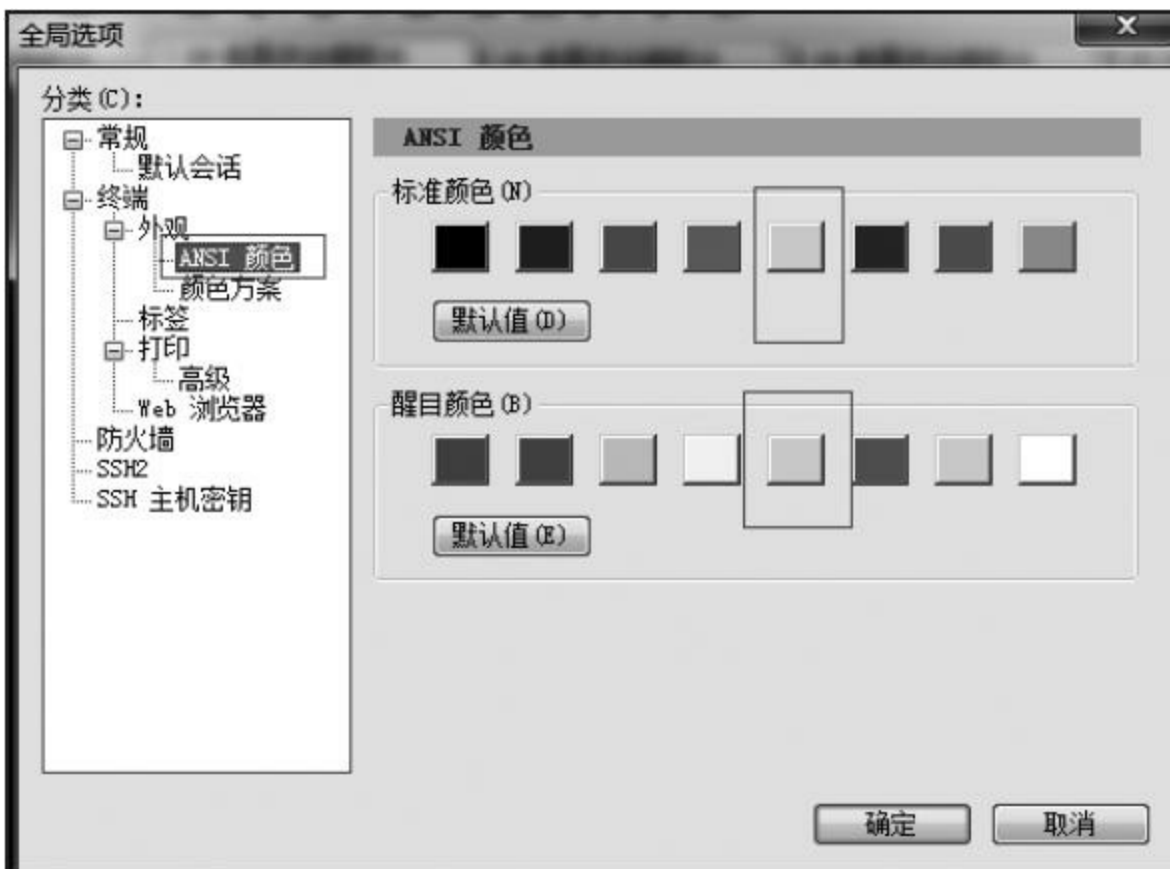 全局选项
分类(C):
常规
默认会话
终端
外观
ANSI 颜色
颜色方案
标签
打印
高级
Web 浏览器
防火墙
SSH2
SSH 主机密钥
ANSI 颜色
标准颜色(N)
默认值(D)
醒目颜色(B)
默认值(E)
确定
取消